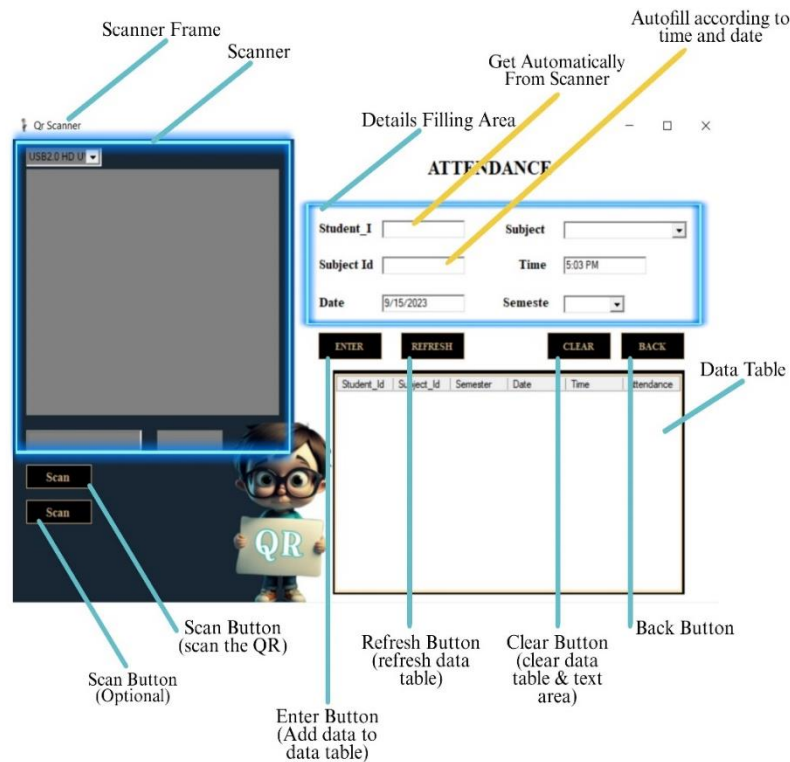 Scanner Frame
Scanner
Autofill according to
time and date
Get Automatically
From Scanner
Details Filling Area
Qr Scanner
USB2.0 HD U
ATTENDANCE
Student_I
Subject
Subject Id
Time
5:03 PM
Date
9/15/2023
Semeste
ENTER
REFRESH
CLEAR
BACK
Data Table
Student_Id
Subject_Id
Semester
Date
Time
Attendance
Scan
Scan
QR
Scan Button
(scan the QR)
Scan Button
(Optional)
Refresh Button
(refresh data
table)
Clear Button
(clear data
table & text
area)
Back Button
Enter Button
(Add data to
data table)